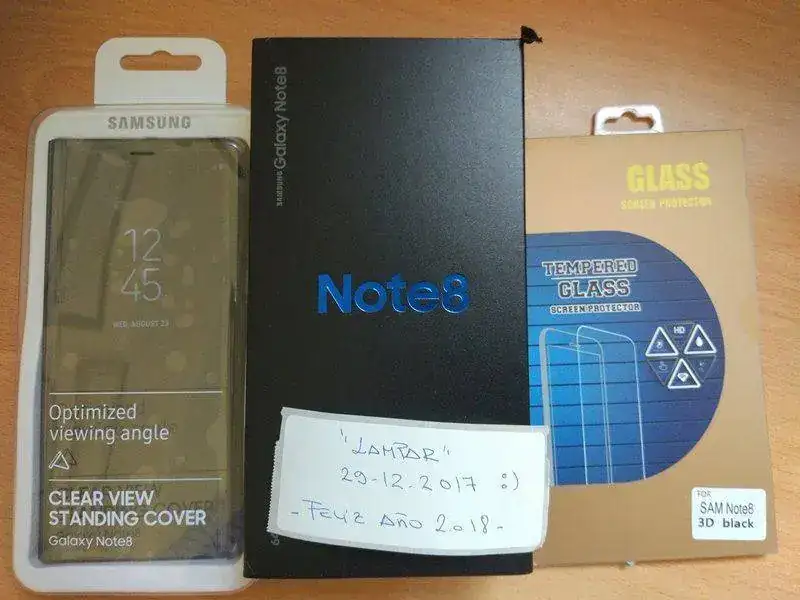 SAMSUNG
12
45
WED, AUGUST 23
Optimized
viewing angle
CLEAR VIEW
STANDING COVER
Galaxy Note8
SAMSUNG Galaxy Note8
Note8
"LAMPAR"
29-12-2017 :)
- FELIZ AÑO 2018 -
GLASS
SCREEN PROTECTOR
TEMPERED
GLASS
SCREEN PROTECTOR
HD
FOR
SAM Note8
3D black